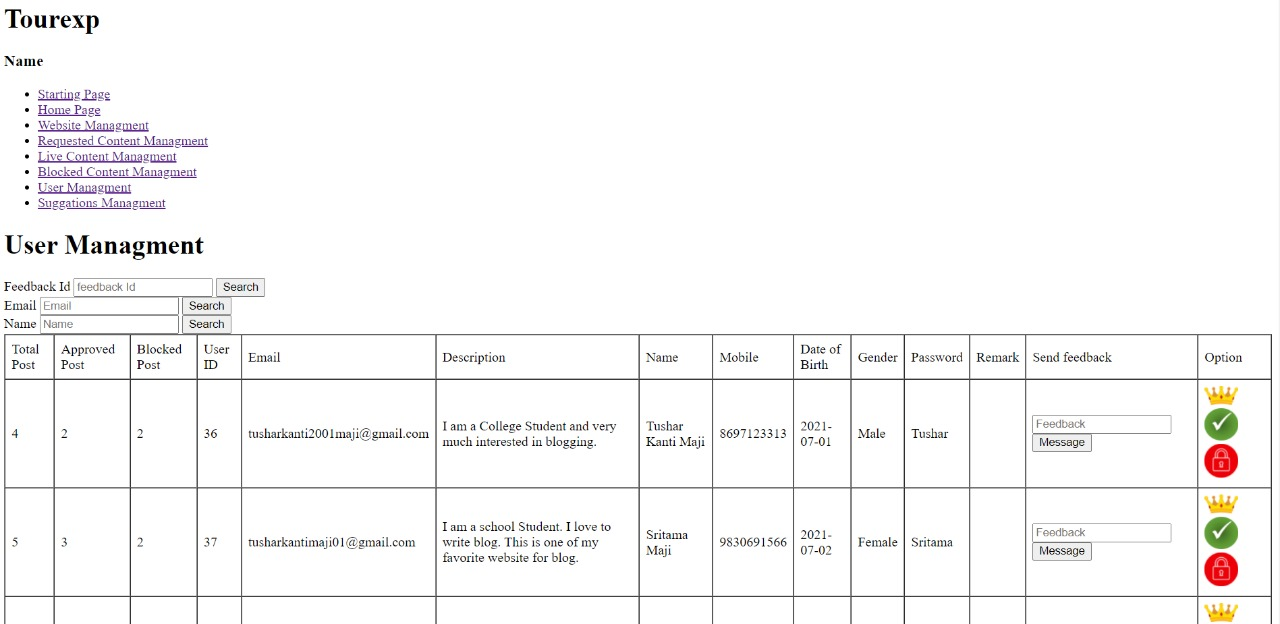 Tourexp
Name
Starting Page
Home Page
Website Managment
Requested Content Managment
Live Content Managment
Blocked Content Managment
User Managment
Suggations Managment
User Managment
Feedback Id feedback Id Search
Email Email Search
Name Name Search
Total Post Approved Post Blocked Post User ID Email Description Name Mobile Date of Birth Gender Password Remark Send feedback Option
4 2 2 36 tusharkanti2001maji@gmail.com I am a College Student and very much interested in blogging. Tushar Kanti Maji 8697123313 2021-07-01 Male Tushar Feedback Message
5 3 2 37 tusharkantimaji01@gmail.com I am a school Student. I love to write blog. This is one of my favorite website for blog. Sritama Maji 9830691566 2021-07-02 Female Sritama Feedback Message